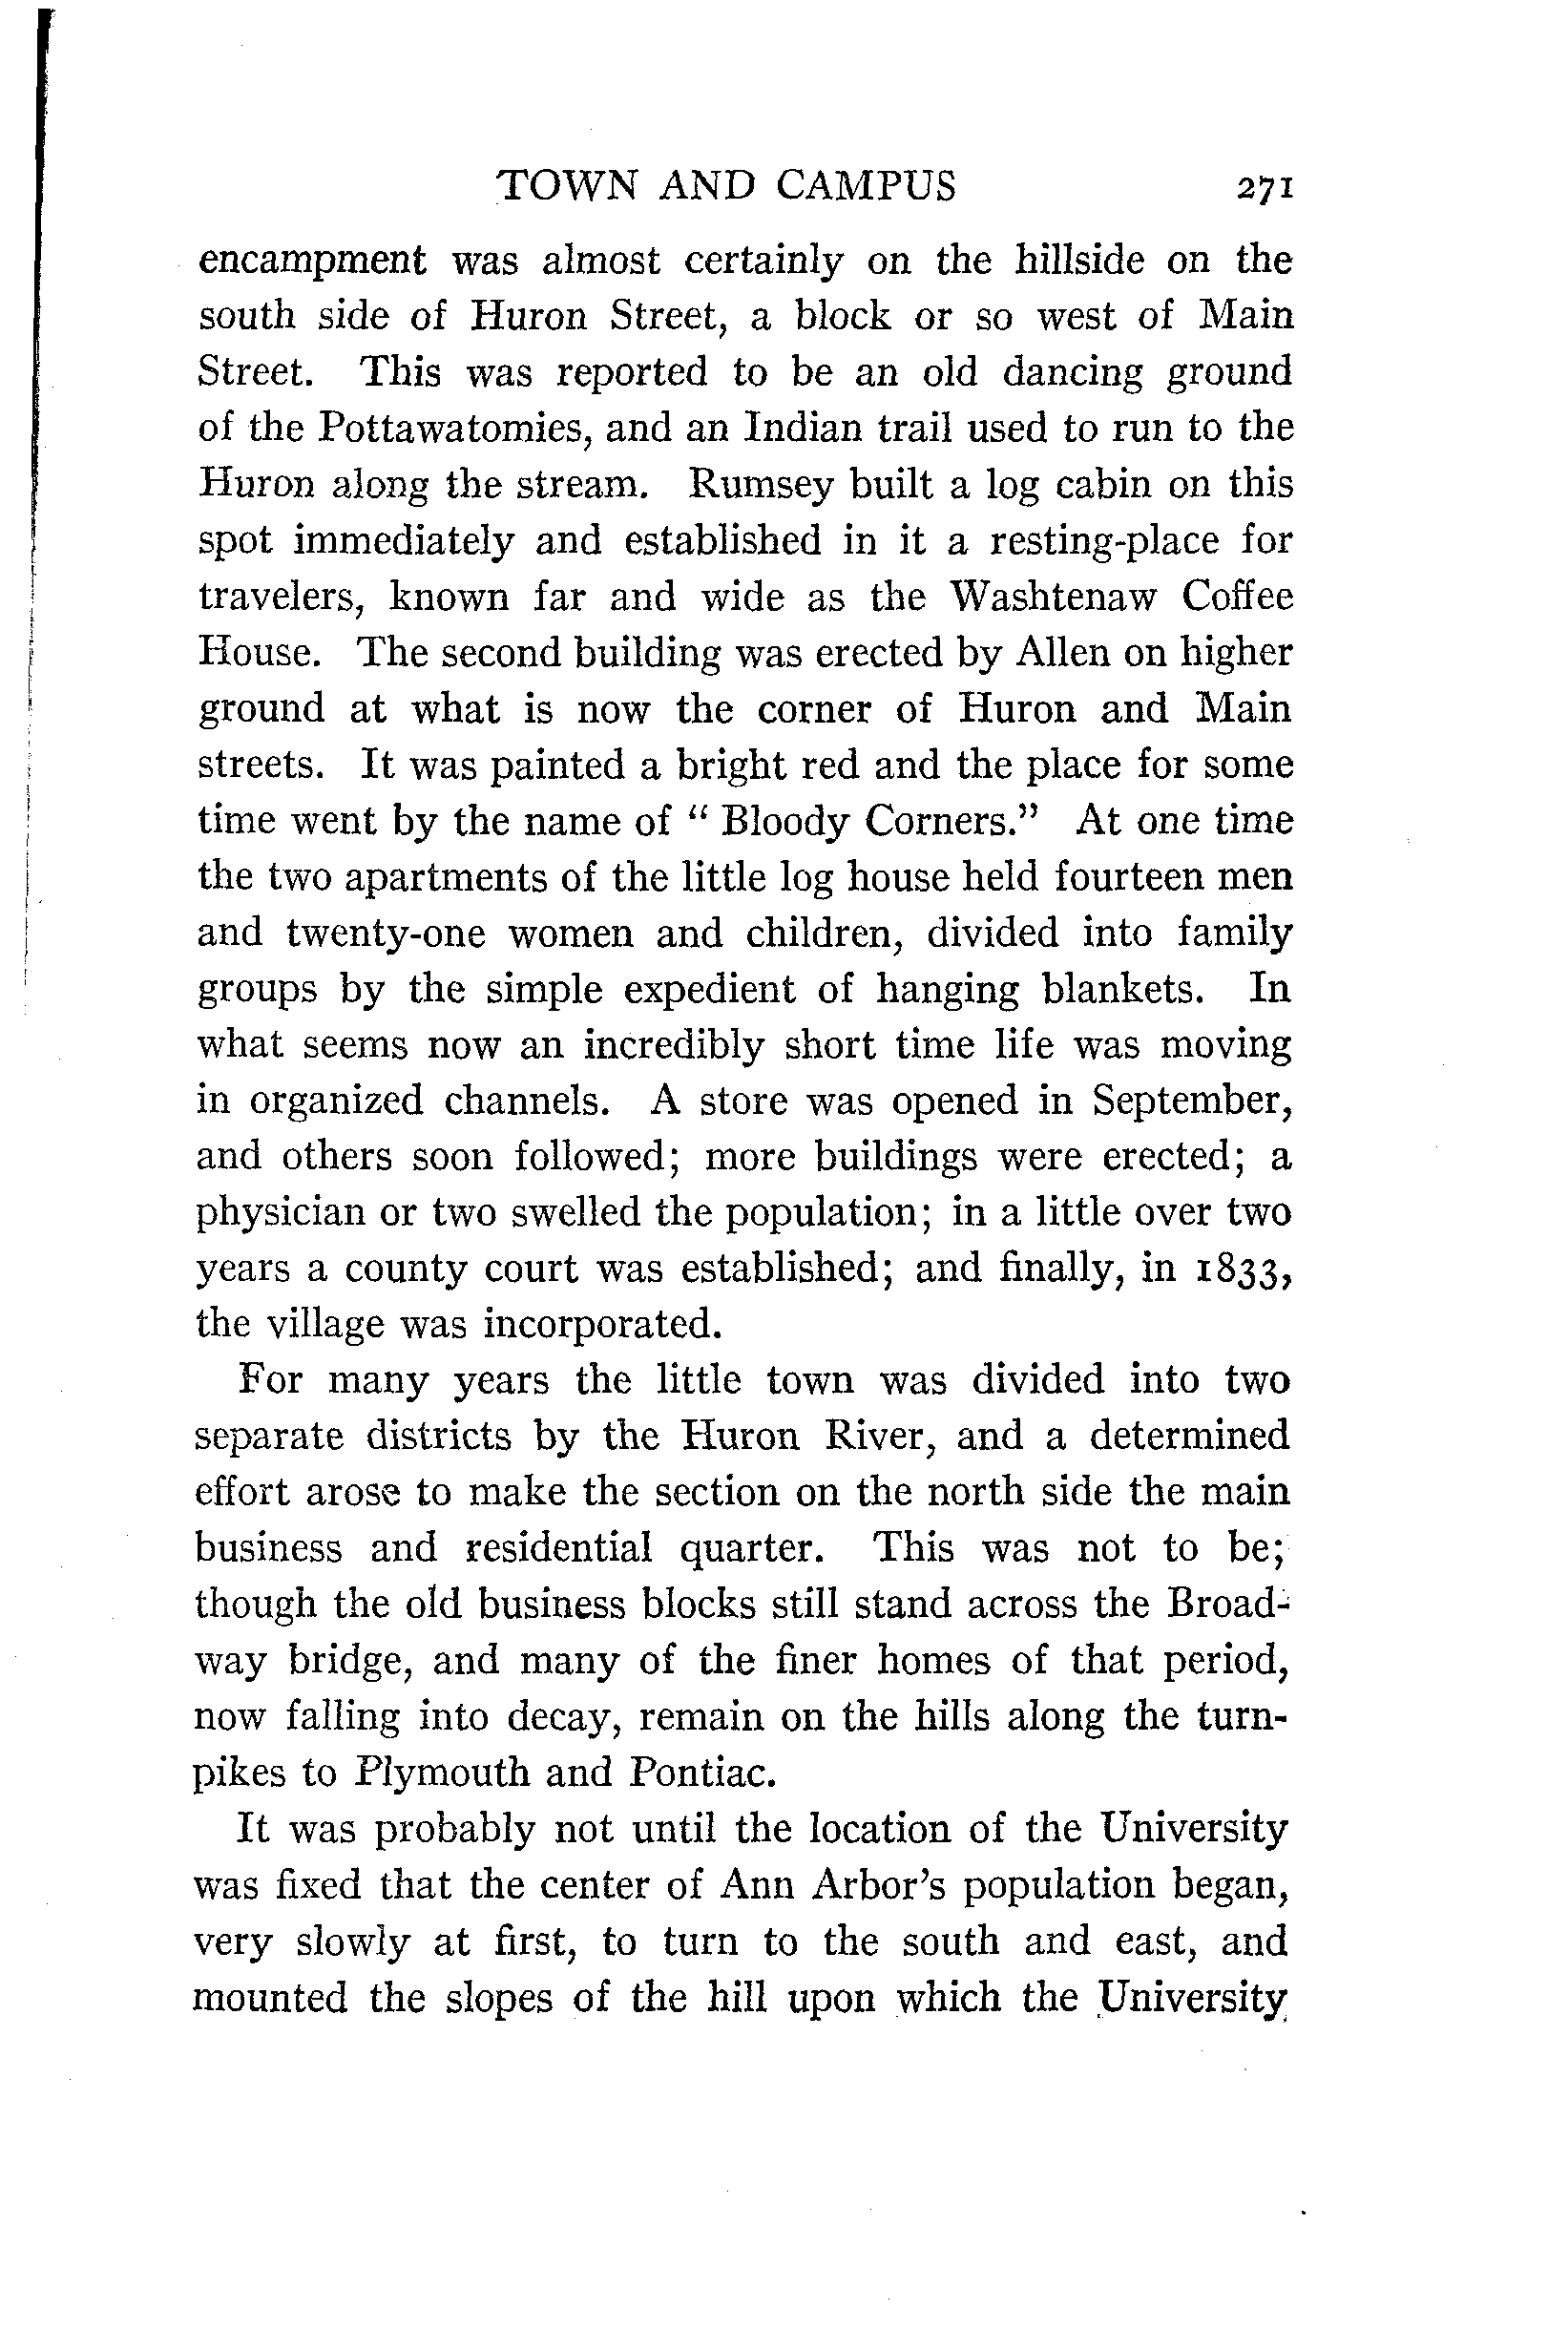 TOWN AND CAMPUS 271
encampment was almost certainly on the hillside on the
south side of Huron Street, a block or so west of Main
Street. This was reported to be an old dancing ground
of the Pottawatomies, and an Indian trail used to run to the
Huron along the stream. Rumsey built a log cabin on this
spot immediately and established in it a resting-place for
travelers, known far and wide as the Washtenaw Coffee
House. The second building was erected by Allen on higher
ground at what is now the corner of Huron and Main
streets. It was painted a bright red and the place for some
time went by the name of " Bloody Corners." At one time
the two apartments of the little log house held fourteen men
and twenty-one women and children, divided into family
groups by the simple expedient of hanging blankets. In
what seems now an incredibly short time life was moving
in organized channels. A store was opened in September,
and others soon followed; more buildings were erected; a
physician or two swelled the population; in a little over two
years a county court was established; and finally, in 1833,
the village was incorporated.
For many years the little town was divided into two
separate districts by the Huron River, and a determined
effort arose to make the section on the north side the main
business and residential quarter. This was not to be;
though the old business blocks still stand across the Broad-
way bridge, and many of the finer homes of that period,
now falling into decay, remain on the hills along the turn-
pikes to Plymouth and Pontiac.
It was probably not until the location of the University
was fixed that the center of Ann Arbor's population began,
very slowly at first, to turn to the south and east, and
mounted the slopes of the hill upon which the University